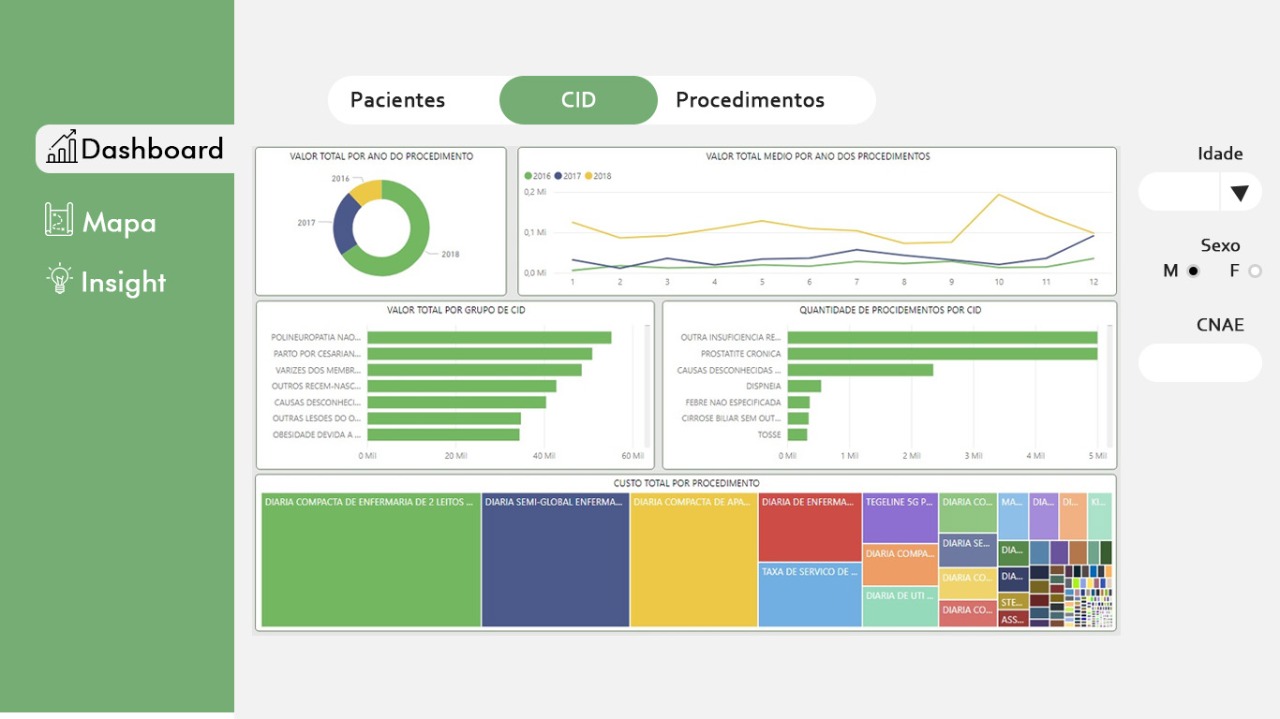 Dashboard
Mapa
Insight
Pacientes
CID
Procedimentos
VALOR TOTAL POR ANO DO PROCEDIMENTO
2016
2017
2018
VALOR TOTAL MEDIO POR ANO DOS PROCEDIMENTOS
2016 2017 2018
0,2 Mi
0,1 Mi
0,0 Mi
1 2 3 4 5 6 7 8 9 10 11 12
VALOR TOTAL POR GRUPO DE CID
POLINEUROPATIA NAO...
PARTO POR CESARIAN...
VARIZES DOS MEMBR...
OUTROS RECEM-NASC...
CAUSAS DESCONHECI...
OUTRAS LESOES DO O...
OBESIDADE DEVIDA A ...
0 Mil 20 Mil 40 Mil 60 Mil
QUANTIDADE DE PROCIDEMENTOS POR CID
OUTRA INSUFICIENCIA RE...
PROSTATITE CRONICA
CAUSAS DESCONHECIDAS ...
DISPNEIA
FEBRE NAO ESPECIFICADA
CIRROSE BILIAR SEM OUT...
TOSSE
0 Mil 1 Mil 2 Mil 3 Mil 4 Mil 5 Mil
CUSTO TOTAL POR PROCEDIMENTO
DIARIA COMPACTA DE ENFERMARIA DE 2 LEITOS ...
DIARIA SEMI-GLOBAL ENFERMA...
DIARIA COMPACTA DE APA...
DIARIA DE ENFERMA...
TAXA DE SERVICO DE ...
TEGELINE 5G P...
DIARIA COMPA...
DIARIA DE UTI ...
DIARIA CO...
DIARIA SE...
DIARIA CO...
DIARIA CO...
MA...
DIA...
DI...
KI...
DIA...
DIA...
STE...
ASS...
Idade
Sexo
M F
CNAE